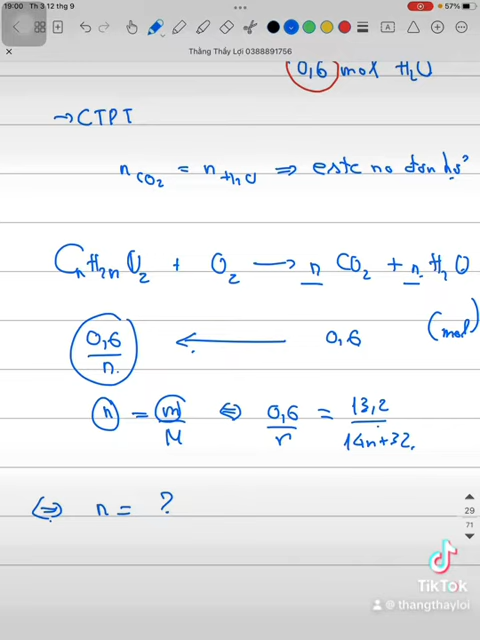 19:00 Th 3 12 thg 9
57%
Thắng Thầy Lợi 0388891756
0,6 mol H₂O
→ CTPT
n CO₂ = n H₂O ⇒ este no đơn hở
CₙH₂ₙO₂ + O₂ → n CO₂ + n H₂O
0,6/n ← 0,6 (mol)
n = m/M ⇔ 0,6/n = 13,2/14n+32
⇔ n = ?
29
71
TikTok
@thangthayloi